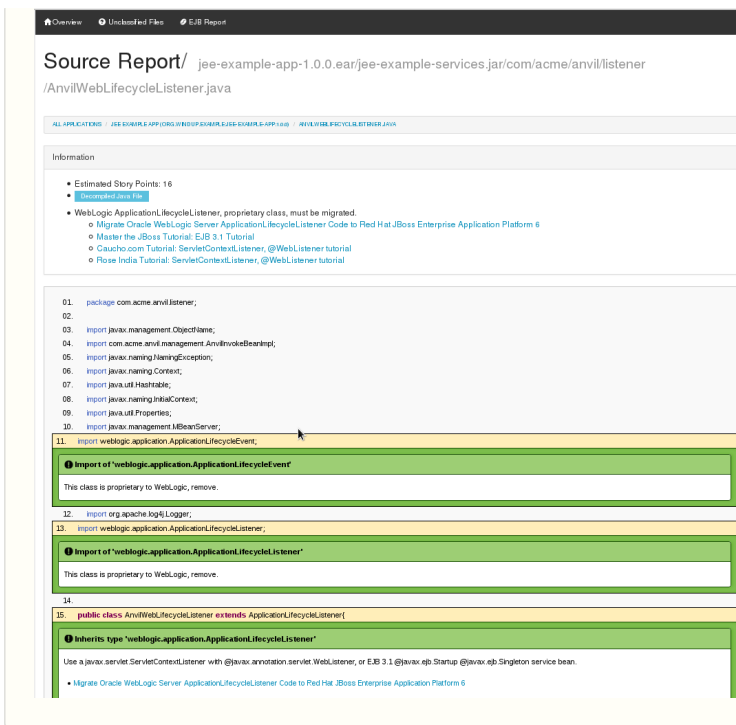 Overview Unclassified Files EJB Report
Source Report/ jee-example-app-1.0.0.ear/jee-example-services.jar/com/acme/anvil/listener
/AnvilWebLifecycleListener.java
ALL APPLICATIONS / JEE EXAMPLE APP (ORG.WINDUP.EXAMPLE:JEE-EXAMPLE-APP:1.0.0) / ANVILWEBLIFECYCLELISTENER.JAVA
Information
Estimated Story Points: 16
Decompiled Java File
WebLogic ApplicationLifecycleListener, proprietary class, must be migrated.
Migrate Oracle WebLogic Server ApplicationLifecycleListener Code to Red Hat JBoss Enterprise Application Platform 6
Master the JBoss Tutorial: EJB 3.1 Tutorial
Caucho.com Tutorial: ServletContextListener, @WebListener tutorial
Rose India Tutorial: ServletContextListener, @WebListener tutorial
01. package com.acme.anvil.listener;
02.
03. import javax.management.ObjectName;
04. import com.acme.anvil.management.AnvilInvokeBeanImpl;
05. import javax.naming.NamingException;
06. import javax.naming.Context;
07. import java.util.Hashtable;
08. import javax.naming.InitialContext;
09. import java.util.Properties;
10. import javax.management.MBeanServer;
11. import weblogic.application.ApplicationLifecycleEvent;
Import of 'weblogic.application.ApplicationLifecycleEvent'
This class is proprietary to WebLogic, remove.
12. import org.apache.log4j.Logger;
13. import weblogic.application.ApplicationLifecycleListener;
Import of 'weblogic.application.ApplicationLifecycleListener'
This class is proprietary to WebLogic, remove.
14.
15. public class AnvilWebLifecycleListener extends ApplicationLifecycleListener{
Inherits type 'weblogic.application.ApplicationLifecycleListener'
Use a javax.servlet.ServletContextListener with @javax.annotation.servlet.WebListener, or EJB 3.1 @javax.ejb.Startup @javax.ejb.Singleton service bean.
Migrate Oracle WebLogic Server ApplicationLifecycleListener Code to Red Hat JBoss Enterprise Application Platform 6